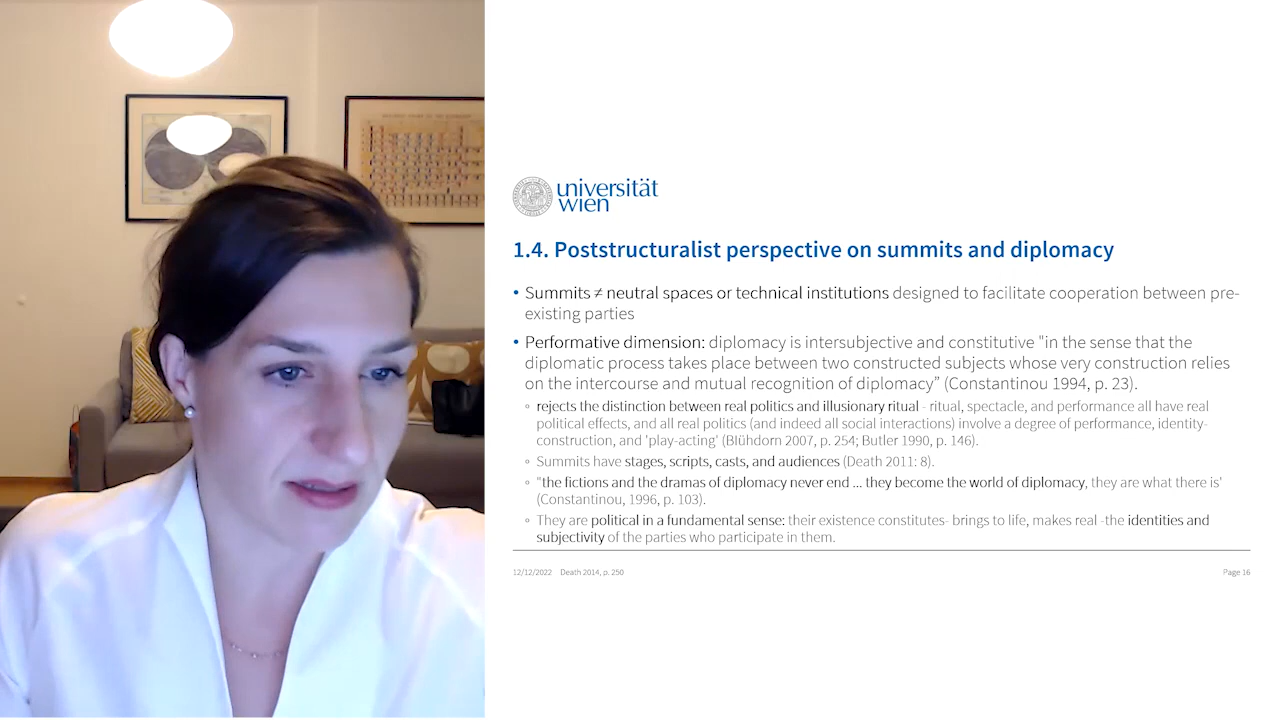 universität
wien
1.4. Poststructuralist perspective on summits and diplomacy
• Summits ≠ neutral spaces or technical institutions designed to facilitate cooperation between pre-
existing parties
• Performative dimension: diplomacy is intersubjective and constitutive "in the sense that the
diplomatic process takes place between two constructed subjects whose very construction relies
on the intercourse and mutual recognition of diplomacy” (Constantinou 1994, p. 23).
◦ rejects the distinction between real politics and illusionary ritual - ritual, spectacle, and performance all have real
political effects, and all real politics (and indeed all social interactions) involve a degree of performance, identity-
construction, and 'play-acting' (Blühdorn 2007, p. 254; Butler 1990, p. 146).
◦ Summits have stages, scripts, casts, and audiences (Death 2011: 8).
◦ “the fictions and the dramas of diplomacy never end ... they become the world of diplomacy, they are what there is'
(Constantinou, 1996, p. 103).
◦ They are political in a fundamental sense: their existence constitutes- brings to life, makes real -the identities and
subjectivity of the parties who participate in them.
12/12/2022 Death 2014, p. 250 Page 16